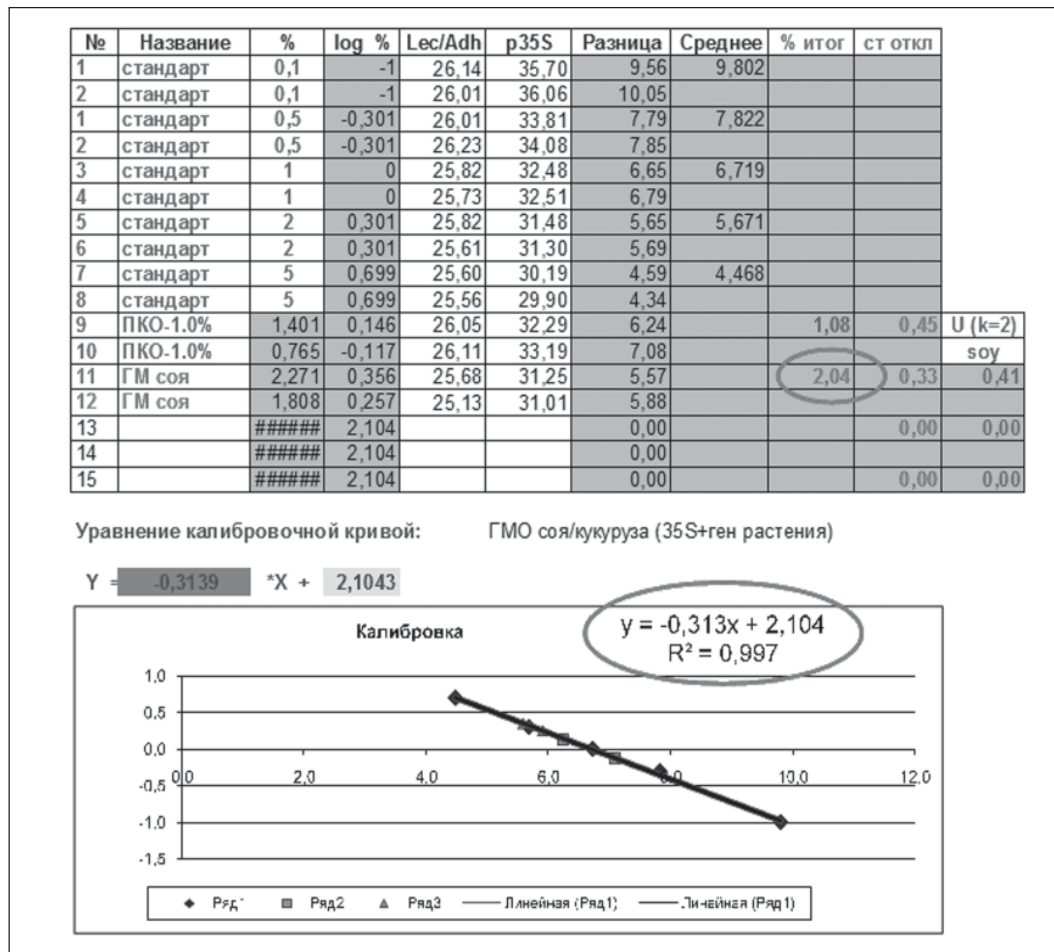 № Название % log % Lec/Adh p35S Разница Среднее % итог ст откл
1 стандарт 0,1 -1 26,14 35,70 9,56 9,802
2 стандарт 0,1 -1 26,01 36,06 10,05
1 стандарт 0,5 -0,301 26,01 33,81 7,79 7,822
2 стандарт 0,5 -0,301 26,23 34,08 7,85
3 стандарт 1 0 25,82 32,48 6,65 6,719
4 стандарт 1 0 25,73 32,51 6,79
5 стандарт 2 0,301 25,82 31,48 5,65 5,671
6 стандарт 2 0,301 25,61 31,30 5,69
7 стандарт 5 0,699 25,60 30,19 4,59 4,468
8 стандарт 5 0,699 25,56 29,90 4,34
9 ПКО-1.0% 1,401 0,146 26,05 32,29 6,24 1,08 0,45 U (k=2)
10 ПКО-1.0% 0,765 -0,117 26,11 33,19 7,08 soy
11 ГМ соя 2,271 0,356 25,68 31,25 5,57 2,04 0,33 0,41
12 ГМ соя 1,808 0,257 25,13 31,01 5,88
13 ###### 2,104 0,00 0,00 0,00
14 ###### 2,104 0,00
15 ###### 2,104 0,00 0,00 0,00
Уравнение калибровочной кривой: ГМО соя/кукуруза (35S+ген растения)
Y = -0,3139 *X + 2,1043
Калибровка
y = -0,313x + 2,104
R² = 0,997
1,0
0,5
0,0
-0,5
-1,0
-1,5
0,0 2,0 4,0 6,0 8,0 10,0 12,0
Ряд1 Ряд2 Ряд3 Линейная (Ряд1) Линейная (Ряд1)